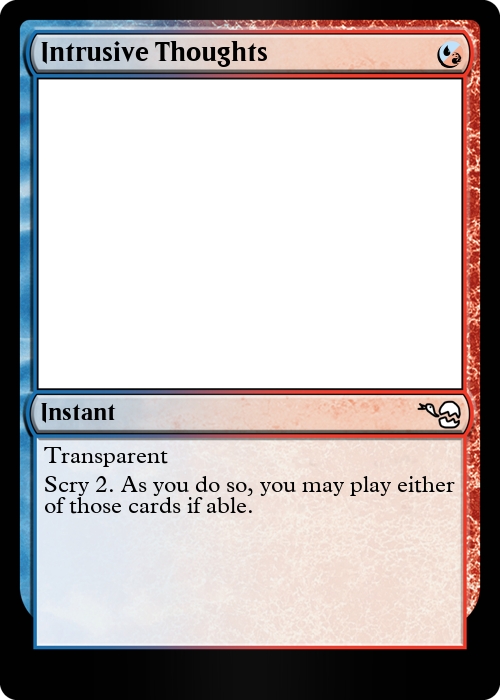 Intrusive Thoughts
Instant
Transparent
Scry 2. As you do so, you may play either
of those cards if able.